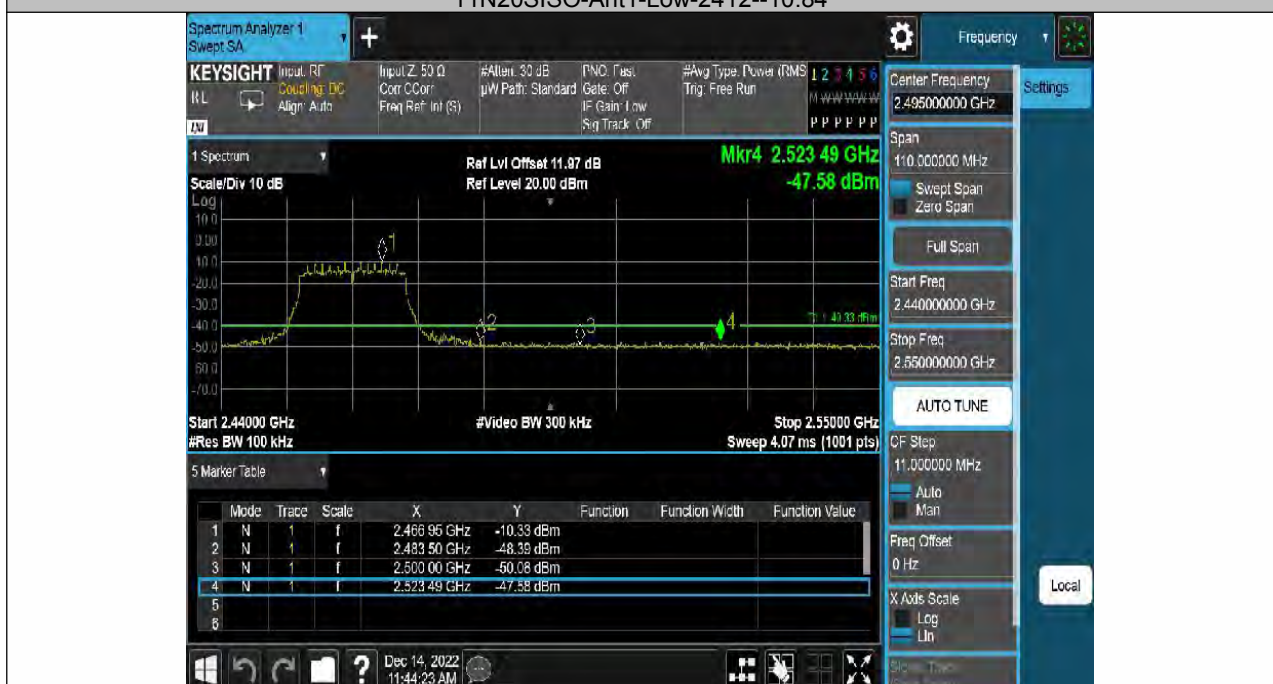 11N20SISO-Ant1-Low-2412--10.84
Spectrum Analyzer 1
Swept SA
+
Frequency
KEYSIGHT
RL
Input: RF
Coupling: DC
Align: Auto
Input Z: 50 Ω
Corr CCorr
Freq Ref: Int (S)
#Atten: 30 dB
µW Path: Standard
PNO: Fast
Gate: Off
IF Gain: Low
Sig Track: Off
#Avg Type: Power (RMS
Trig: Free Run
1 2 3 4 5 6
M W W W W W
P P P P P P
Center Frequency
2.495000000 GHz
Settings
Span
110.000000 MHz
Swept Span
Zero Span
Full Span
Start Freq
2.440000000 GHz
Stop Freq
2.550000000 GHz
AUTO TUNE
CF Step
11.000000 MHz
Auto
Man
Freq Offset
0 Hz
X Axis Scale
Log
Lin
Local
1 Spectrum
Scale/Div 10 dB
Ref Lvl Offset 11.97 dB
Ref Level 20.00 dBm
Mkr4 2.523 49 GHz
-47.58 dBm
Log
10.0
0.00
-10.0
-20.0
-30.0
-40.0
-50.0
-60.0
-70.0
1
2
3
4
Start 2.44000 GHz
#Res BW 100 kHz
#Video BW 300 kHz
Stop 2.55000 GHz
Sweep 4.07 ms (1001 pts)
5 Marker Table
Mode Trace Scale X Y Function Function Width Function Value
1 N 1 f 2.466 95 GHz -10.33 dBm
2 N 1 f 2.483 50 GHz -48.39 dBm
3 N 1 f 2.500 00 GHz -50.08 dBm
4 N 1 f 2.523 49 GHz -47.58 dBm
5
6
?
Dec 14, 2022
11:44:23 AM